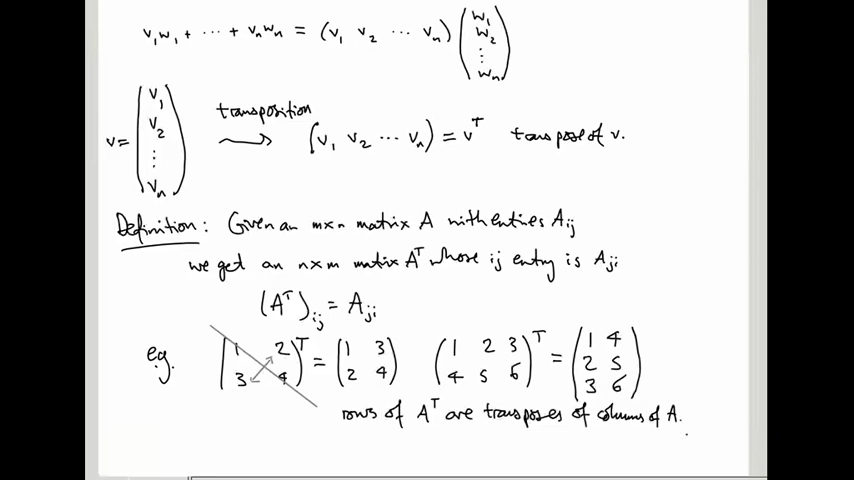 v₁w₁ + ⋯ + vₙwₙ = (v₁ v₂ ⋯ vₙ) (w₁ w₂ ⋮ wₙ)
v = (v₁ v₂ ⋮ vₙ) transposition ⟿ (v₁ v₂ ⋯ vₙ) = vᵀ transpose of v.
Definition: Given an m×n matrix A with entries Aᵢⱼ
we get an n×m matrix Aᵀ whose ij entry is Aⱼᵢ
(Aᵀ)ᵢⱼ = Aⱼᵢ
e.g. (1 2 / 3 4)ᵀ = (1 3 / 2 4) (1 2 3 / 4 5 6)ᵀ = (1 4 / 2 5 / 3 6)
rows of Aᵀ are transposes of columns of A.